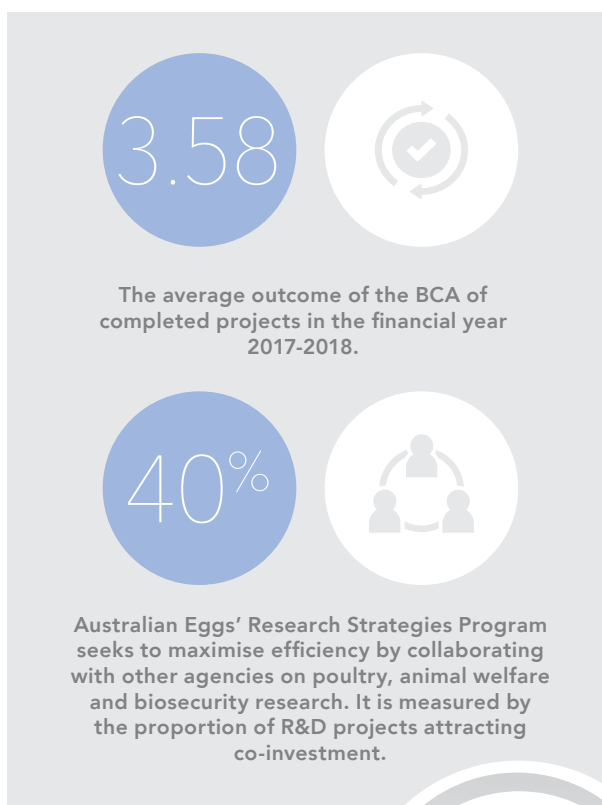 3.58
The average outcome of the BCA of
completed projects in the financial year
2017-2018.
40%
Australian Eggs’ Research Strategies Program
seeks to maximise efficiency by collaborating
with other agencies on poultry, animal welfare
and biosecurity research. It is measured by
the proportion of R&D projects attracting
co-investment.